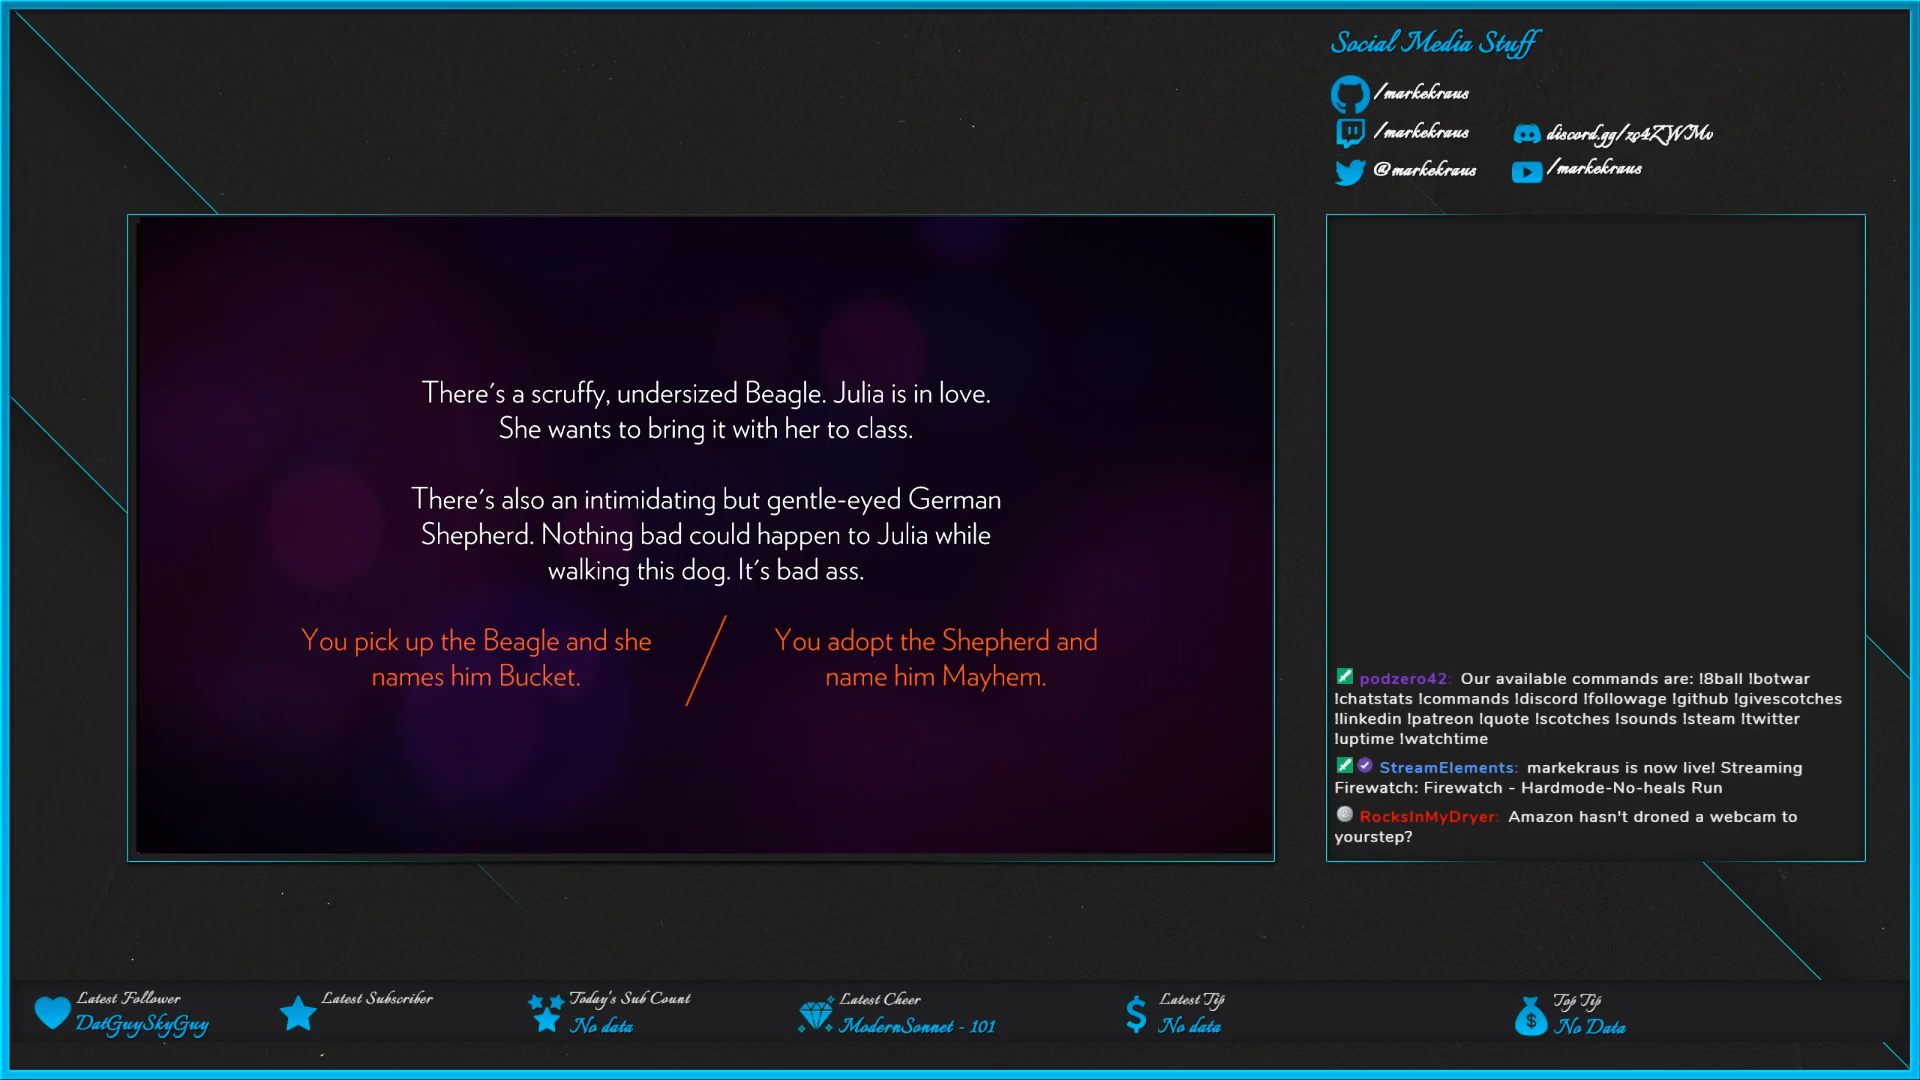 Social Media Stuff
/markekraus
/markekraus
discord.gg/zc4ZWMv
@markekraus
/markekraus
There's a scruffy, undersized Beagle. Julia is in love.
She wants to bring it with her to class.
There's also an intimidating but gentle-eyed German
Shepherd. Nothing bad could happen to Julia while
walking this dog. It's bad ass.
You pick up the Beagle and she
names him Bucket.
You adopt the Shepherd and
name him Mayhem.
podzero42: Our available commands are: !8ball !botwar
!chatstats !commands !discord !followage !github !givescotches
!linkedin !patreon !quote !scotches !sounds !steam !twitter
!uptime !watchtime
StreamElements: markekraus is now live! Streaming
Firewatch: Firewatch - Hardmode-No-heals Run
RocksInMyDryer: Amazon hasn't droned a webcam to
yourstep?
Latest Follower
DatGuySkyGuy
Latest Subscriber
Today's Sub Count
No data
Latest Cheer
ModernSonnet - 101
Latest Tip
No data
Top Tip
No Data